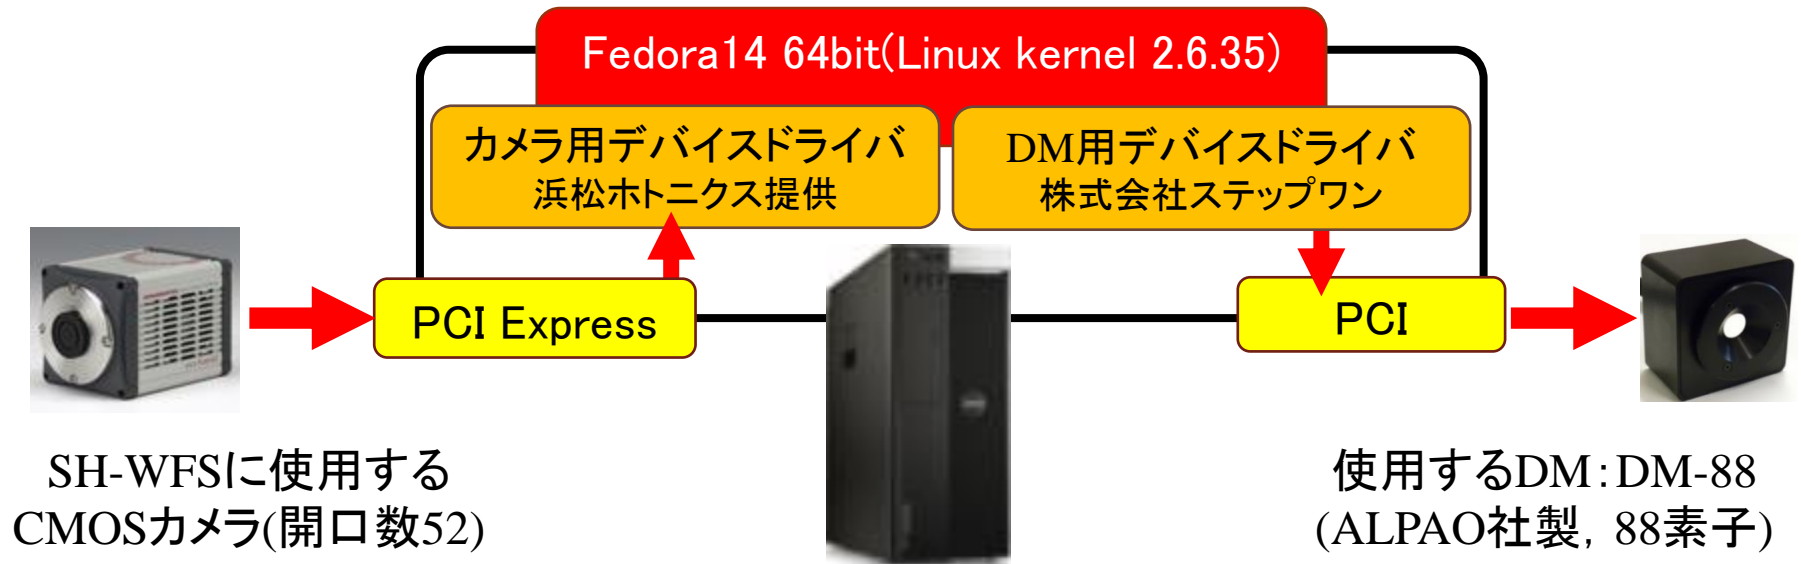 Fedora14 64bit(Linux kernel 2.6.35)
カメラ用デバイスドライバ
浜松ホトニクス提供
DM用デバイスドライバ
株式会社ステップワン
PCI Express
PCI
SH-WFSに使用する
CMOSカメラ(開口数52)
使用するDM：DM-88
(ALPAO社製，88素子)